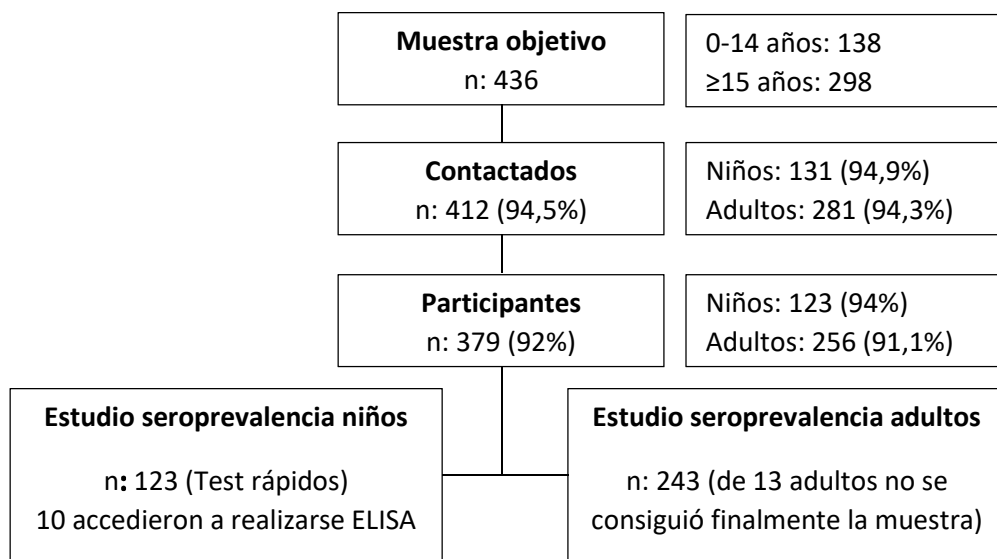 Muestra objetivo
n: 436
0-14 años: 138
≥15 años: 298
Contactados
n: 412 (94,5%)
Niños: 131 (94,9%)
Adultos: 281 (94,3%)
Participantes
n: 379 (92%)
Niños: 123 (94%)
Adultos: 256 (91,1%)
Estudio seroprevalencia niños
n: 123 (Test rápidos)
10 accedieron a realizarse ELISA
Estudio seroprevalencia adultos
n: 243 (de 13 adultos no se
consiguió finalmente la muestra)